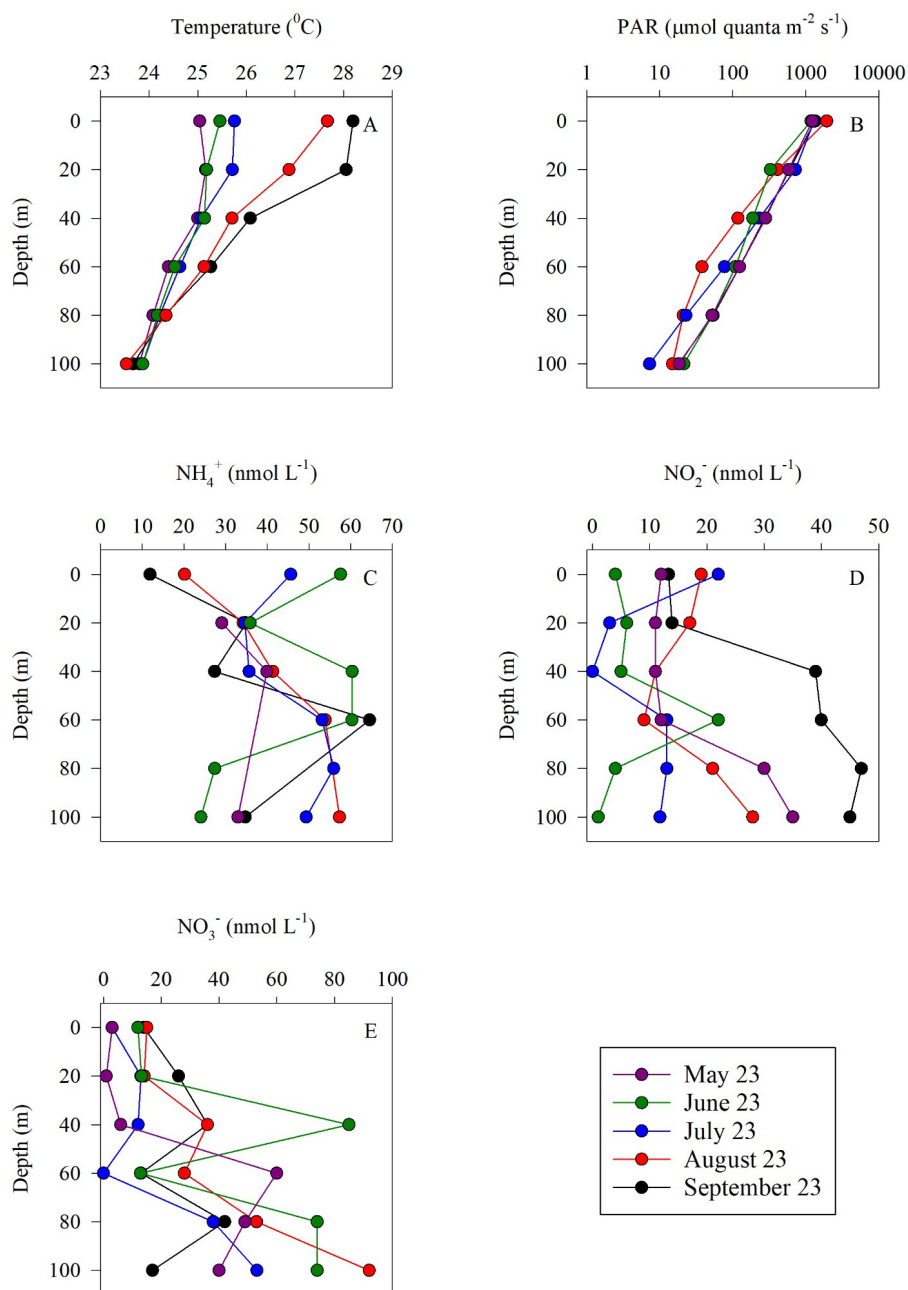 Temperature (⁰C)
23 24 25 26 27 28 29
A
Depth (m)
0
20
40
60
80
100
PAR (µmol quanta m⁻² s⁻¹)
1 10 100 1000 10000
B
Depth (m)
0
20
40
60
80
100
NH₄⁺ (nmol L⁻¹)
0 10 20 30 40 50 60 70
C
Depth (m)
0
20
40
60
80
100
NO₂⁻ (nmol L⁻¹)
0 10 20 30 40 50
D
Depth (m)
0
20
40
60
80
100
NO₃⁻ (nmol L⁻¹)
0 20 40 60 80 100
E
Depth (m)
0
20
40
60
80
100
May 23
June 23
July 23
August 23
September 23